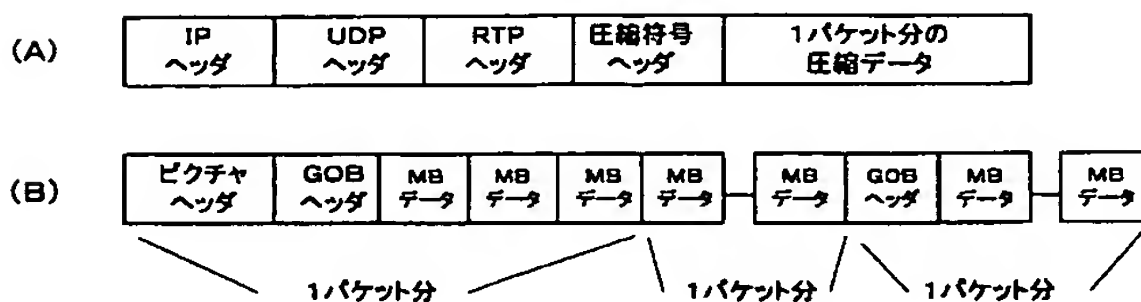 (A)
IP
ヘッダ
UDP
ヘッダ
RTP
ヘッダ
圧縮符号
ヘッダ
1パケット分の
圧縮データ
(B)
ピクチャ
ヘッダ
GOB
ヘッダ
MB
データ
MB
データ
MB
データ
MB
データ
MB
データ
GOB
ヘッダ
MB
データ
MB
データ
1パケット分
1パケット分
1パケット分